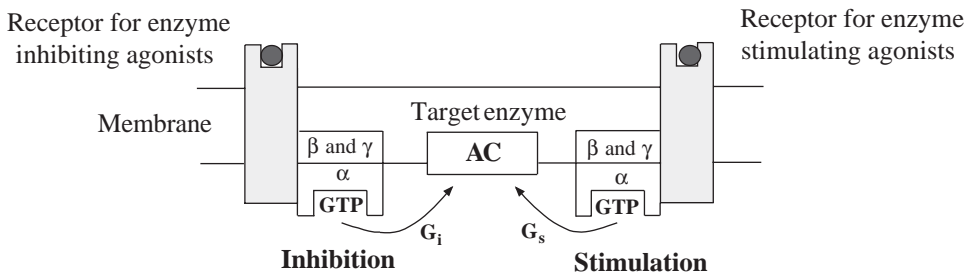 Receptor for enzyme
inhibiting agonists
Receptor for enzyme
stimulating agonists
Membrane
Target enzyme
AC
β and γ
α
GTP
β and γ
α
GTP
Gi
Gs
Inhibition
Stimulation